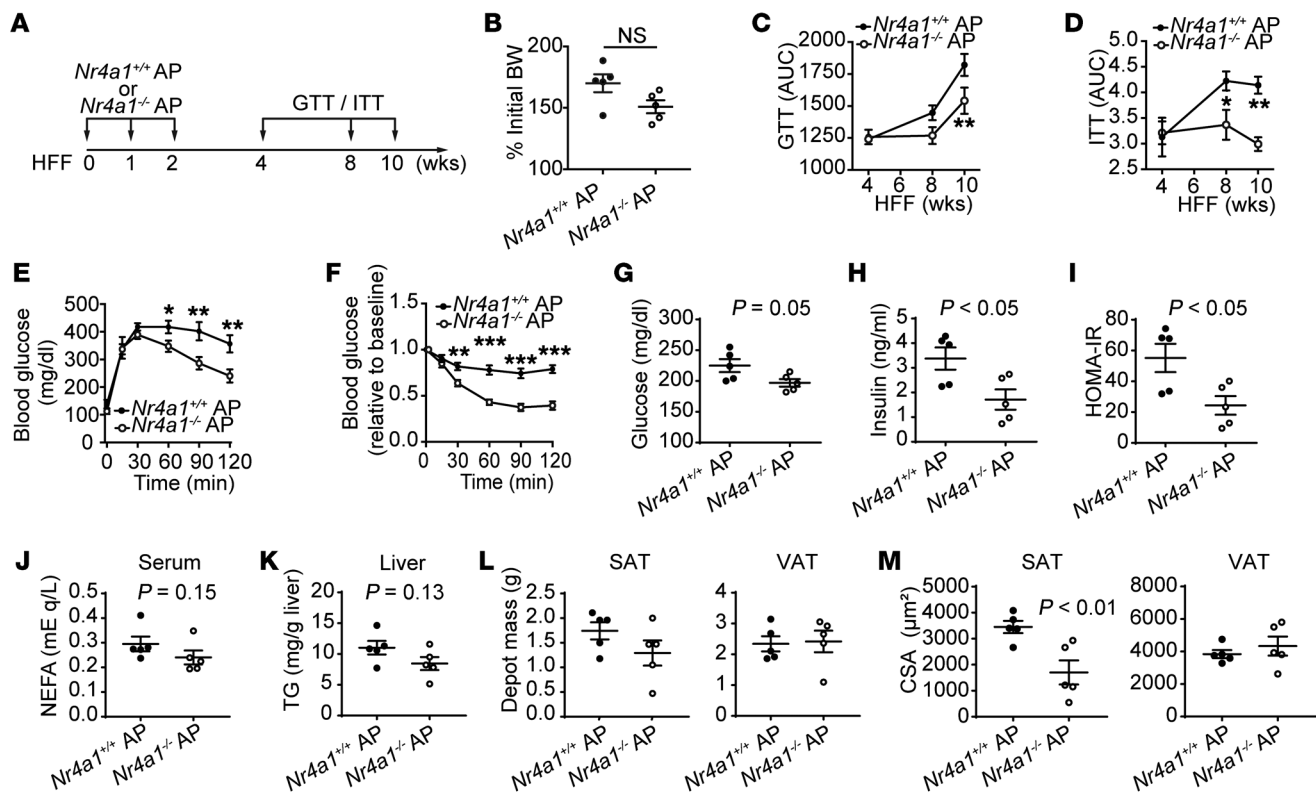 A
Nr4a1+/+ AP
or
Nr4a1-/- AP
GTT / ITT
HFF 0 1 2 4 8 10 (wks)
B
NS
% Initial BW
200
150
100
Nr4a1+/+ AP
Nr4a1-/- AP
C
Nr4a1+/+ AP
Nr4a1-/- AP
GTT (AUC)
2000
1750
1500
1250
1000
**
4 6 8 10
HFF (wks)
D
Nr4a1+/+ AP
Nr4a1-/- AP
ITT (AUC)
5.0
4.5
4.0
3.5
3.0
2.5
* **
4 6 8 10
HFF (wks)
E
Blood glucose
(mg/dl)
500
400
300
200
100
0
* ** **
Nr4a1+/+ AP
Nr4a1-/- AP
0 30 60 90 120
Time (min)
F
Blood glucose
(relative to baseline)
1.5
1.0
0.5
0.0
Nr4a1+/+ AP
Nr4a1-/- AP
** *** *** ***
0 30 60 90 120
Time (min)
G
P = 0.05
Glucose (mg/dl)
300
250
200
150
100
Nr4a1+/+ AP
Nr4a1-/- AP
H
P < 0.05
Insulin (ng/ml)
5
4
3
2
1
0
Nr4a1+/+ AP
Nr4a1-/- AP
I
P < 0.05
HOMA-IR
80
60
40
20
0
Nr4a1+/+ AP
Nr4a1-/- AP
J
Serum
P = 0.15
NEFA (mE q/L)
0.5
0.4
0.3
0.2
0.1
0.0
Nr4a1+/+ AP
Nr4a1-/- AP
K
Liver
P = 0.13
TG (mg/g liver)
20
15
10
5
0
Nr4a1+/+ AP
Nr4a1-/- AP
L
SAT
Depot mass (g)
2.5
2.0
1.5
1.0
0.5
0.0
Nr4a1+/+ AP
Nr4a1-/- AP
VAT
4
3
2
1
0
Nr4a1+/+ AP
Nr4a1-/- AP
M
SAT
P < 0.01
CSA (µm²)
5000
4000
3000
2000
1000
0
Nr4a1+/+ AP
Nr4a1-/- AP
VAT
8000
6000
4000
2000
0
Nr4a1+/+ AP
Nr4a1-/- AP